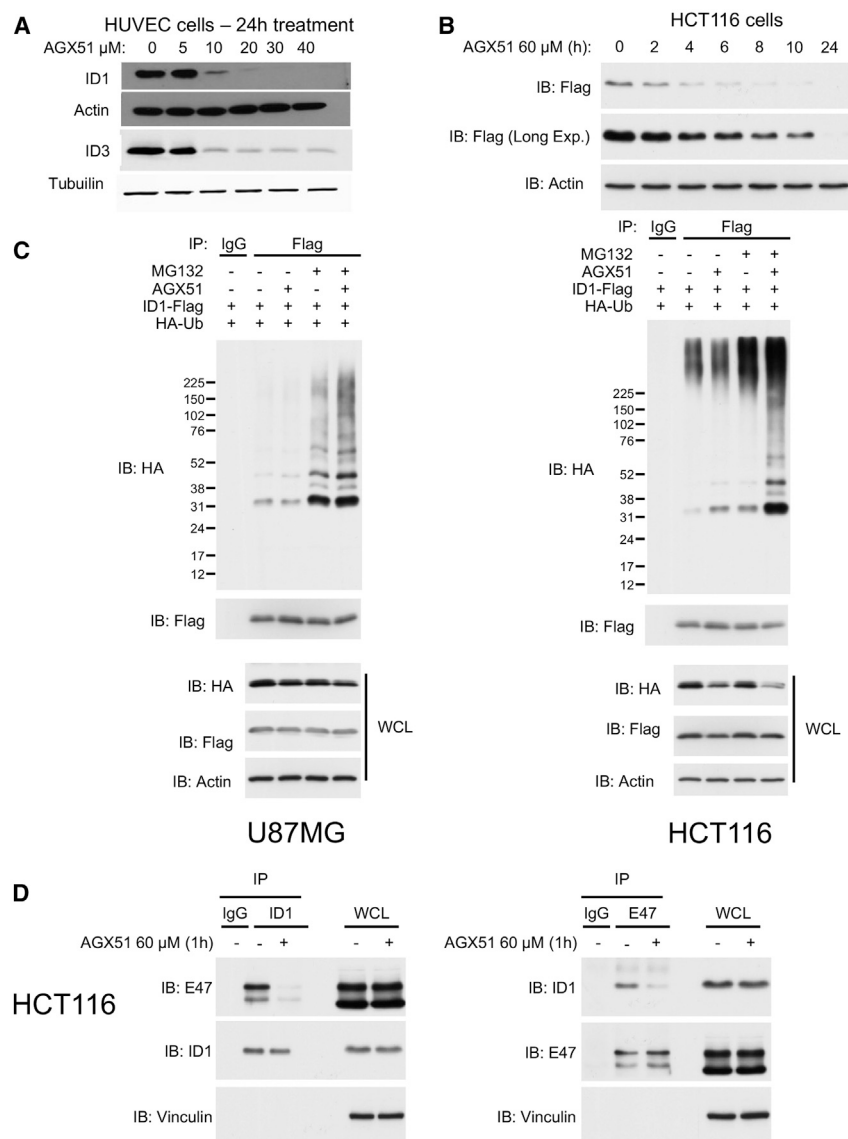 A
HUVEC cells – 24h treatment
AGX51 µM: 0 5 10 20 30 40
ID1
Actin
ID3
Tubuilin
B
HCT116 cells
AGX51 60 µM (h): 0 2 4 6 8 10 24
IB: Flag
IB: Flag (Long Exp.)
IB: Actin
C
IP: IgG Flag
MG132 - - - + +
AGX51 - - + - +
ID1-Flag + + + + +
HA-Ub + + + + +
225
150
102
76
52
38
31
24
17
12
IB: HA
IB: Flag
IB: HA
IB: Flag
IB: Actin
WCL
U87MG
IP: IgG Flag
MG132 - - - + +
AGX51 - - + - +
ID1-Flag + + + + +
HA-Ub + + + + +
225
150
102
76
52
38
31
24
17
12
IB: HA
IB: Flag
IB: HA
IB: Flag
IB: Actin
WCL
HCT116
D
HCT116
IP
IgG ID1 WCL
AGX51 60 µM (1h) - - + - +
IB: E47
IB: ID1
IB: Vinculin
IP
IgG E47 WCL
AGX51 60 µM (1h) - - + - +
IB: ID1
IB: E47
IB: Vinculin